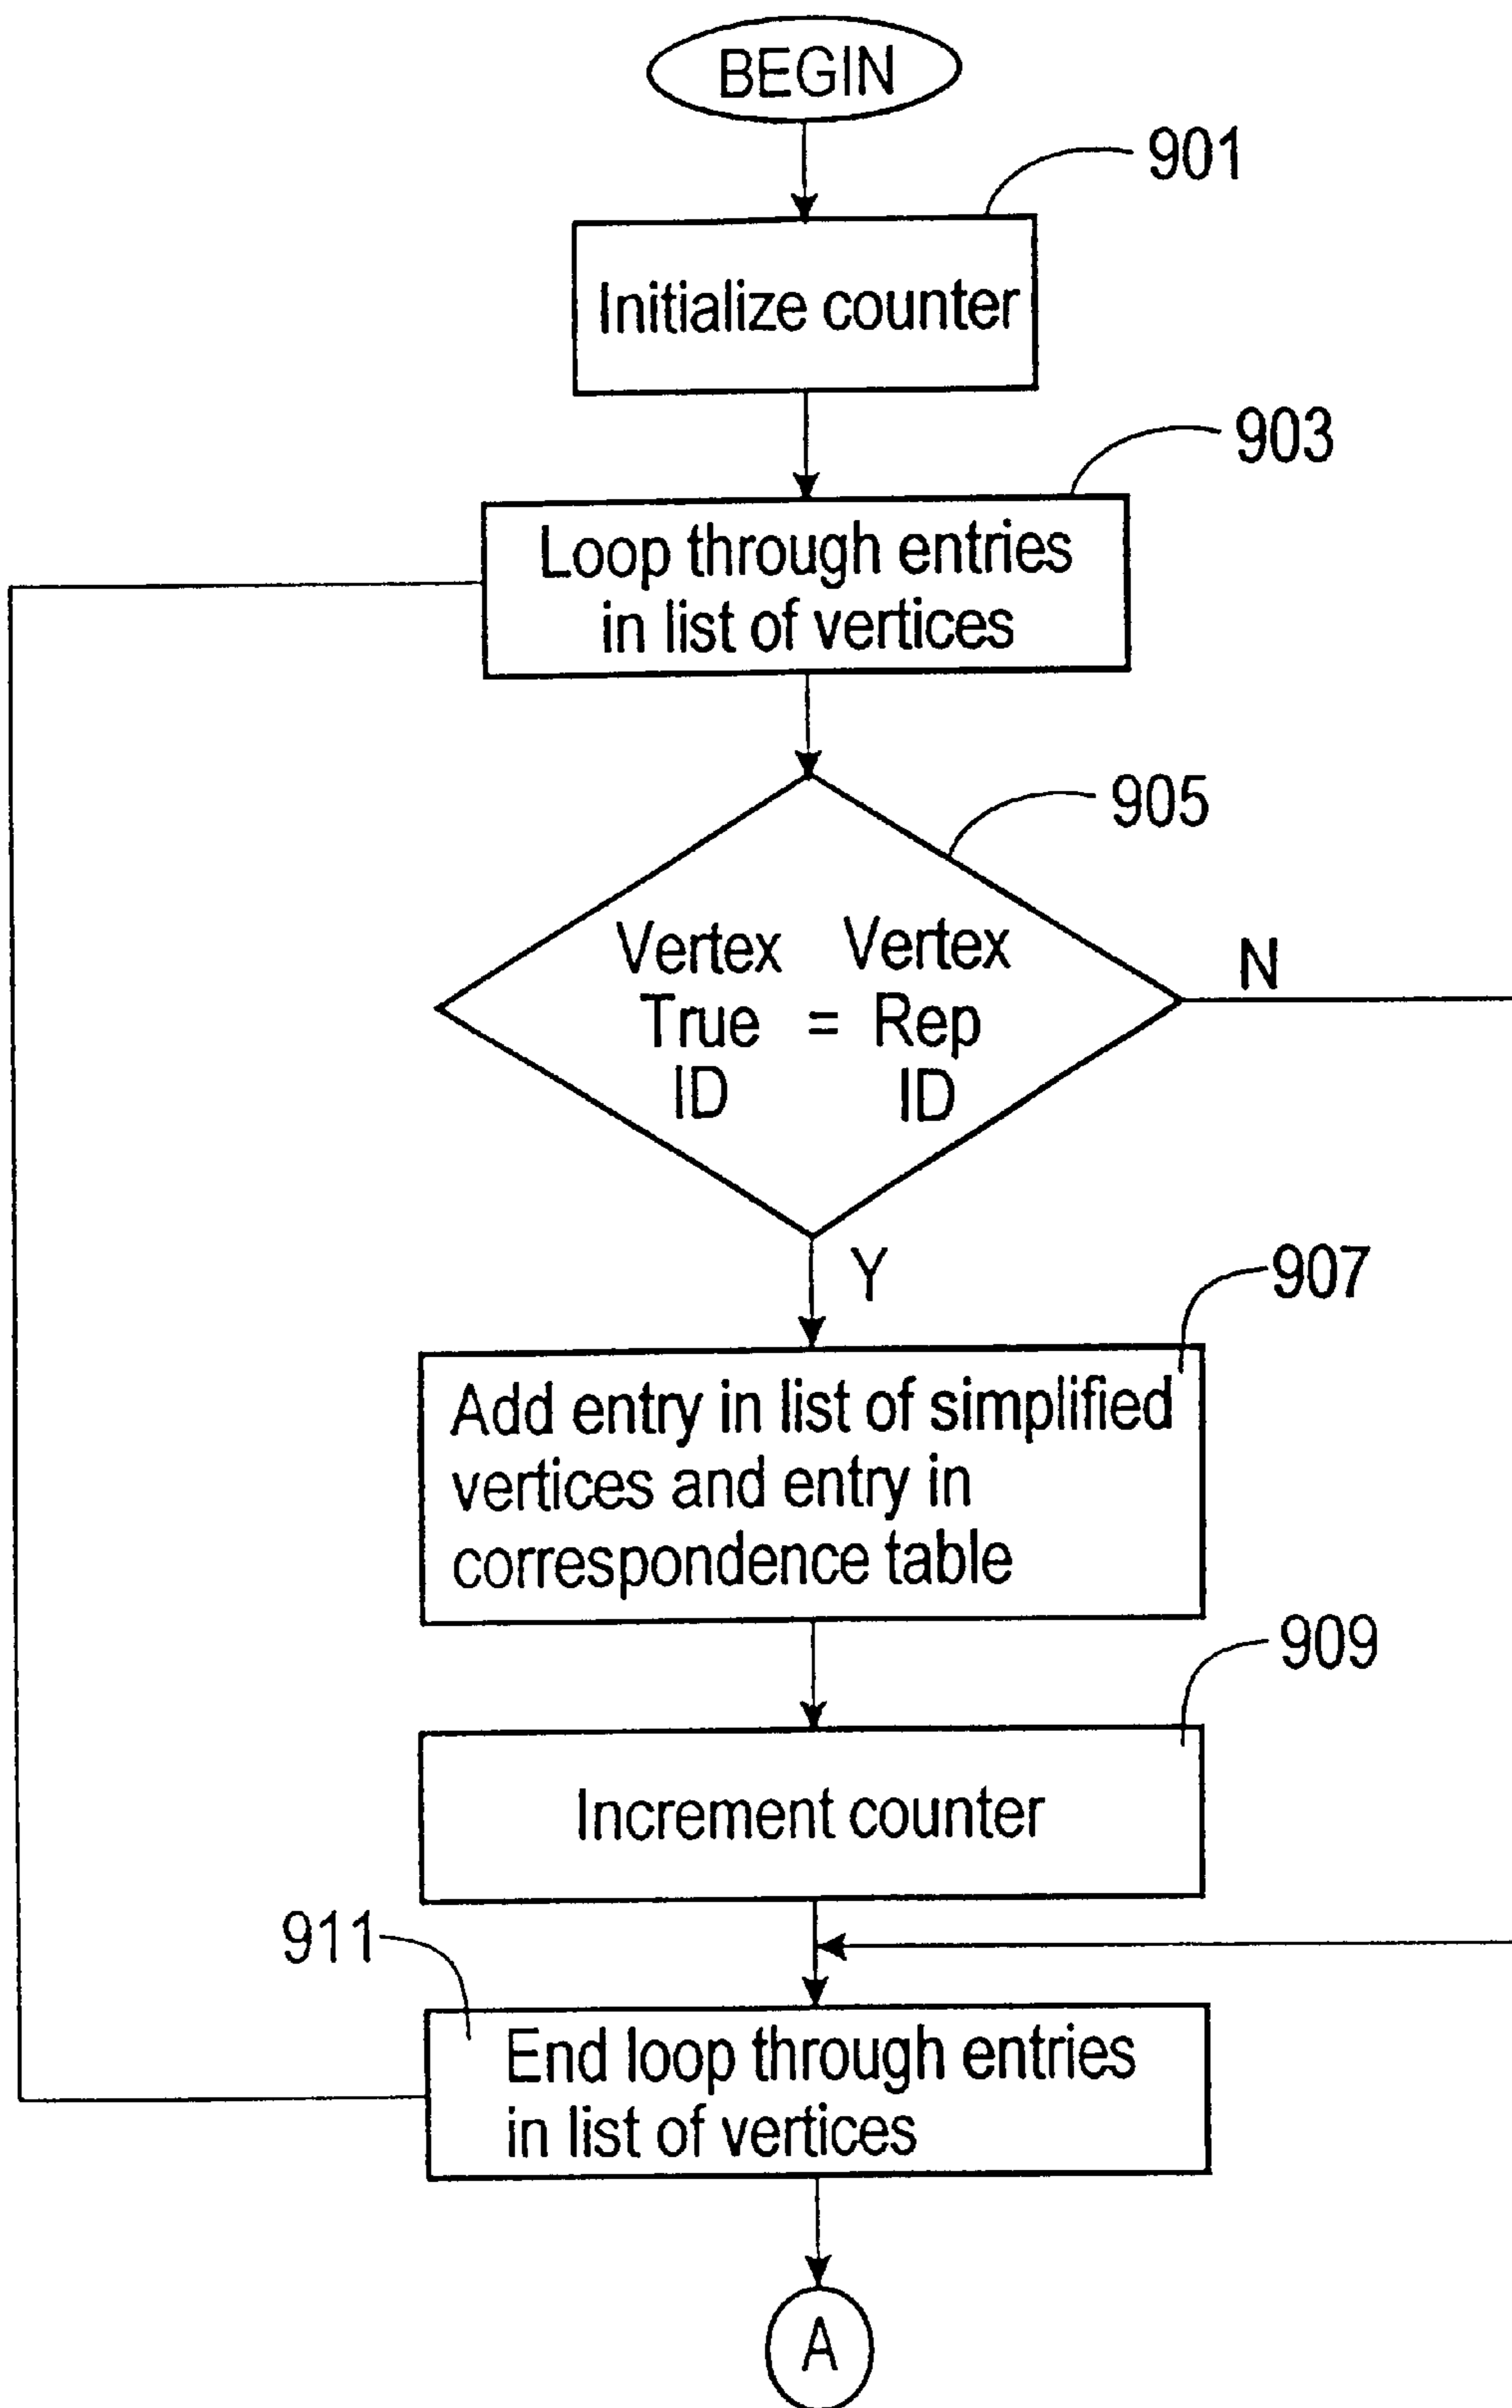 BEGIN
901
Initialize counter
903
Loop through entries
in list of vertices
905
Vertex Vertex
True = Rep
ID ID
N
Y
907
Add entry in list of simplified
vertices and entry in
correspondence table
909
Increment counter
911
End loop through entries
in list of vertices
A